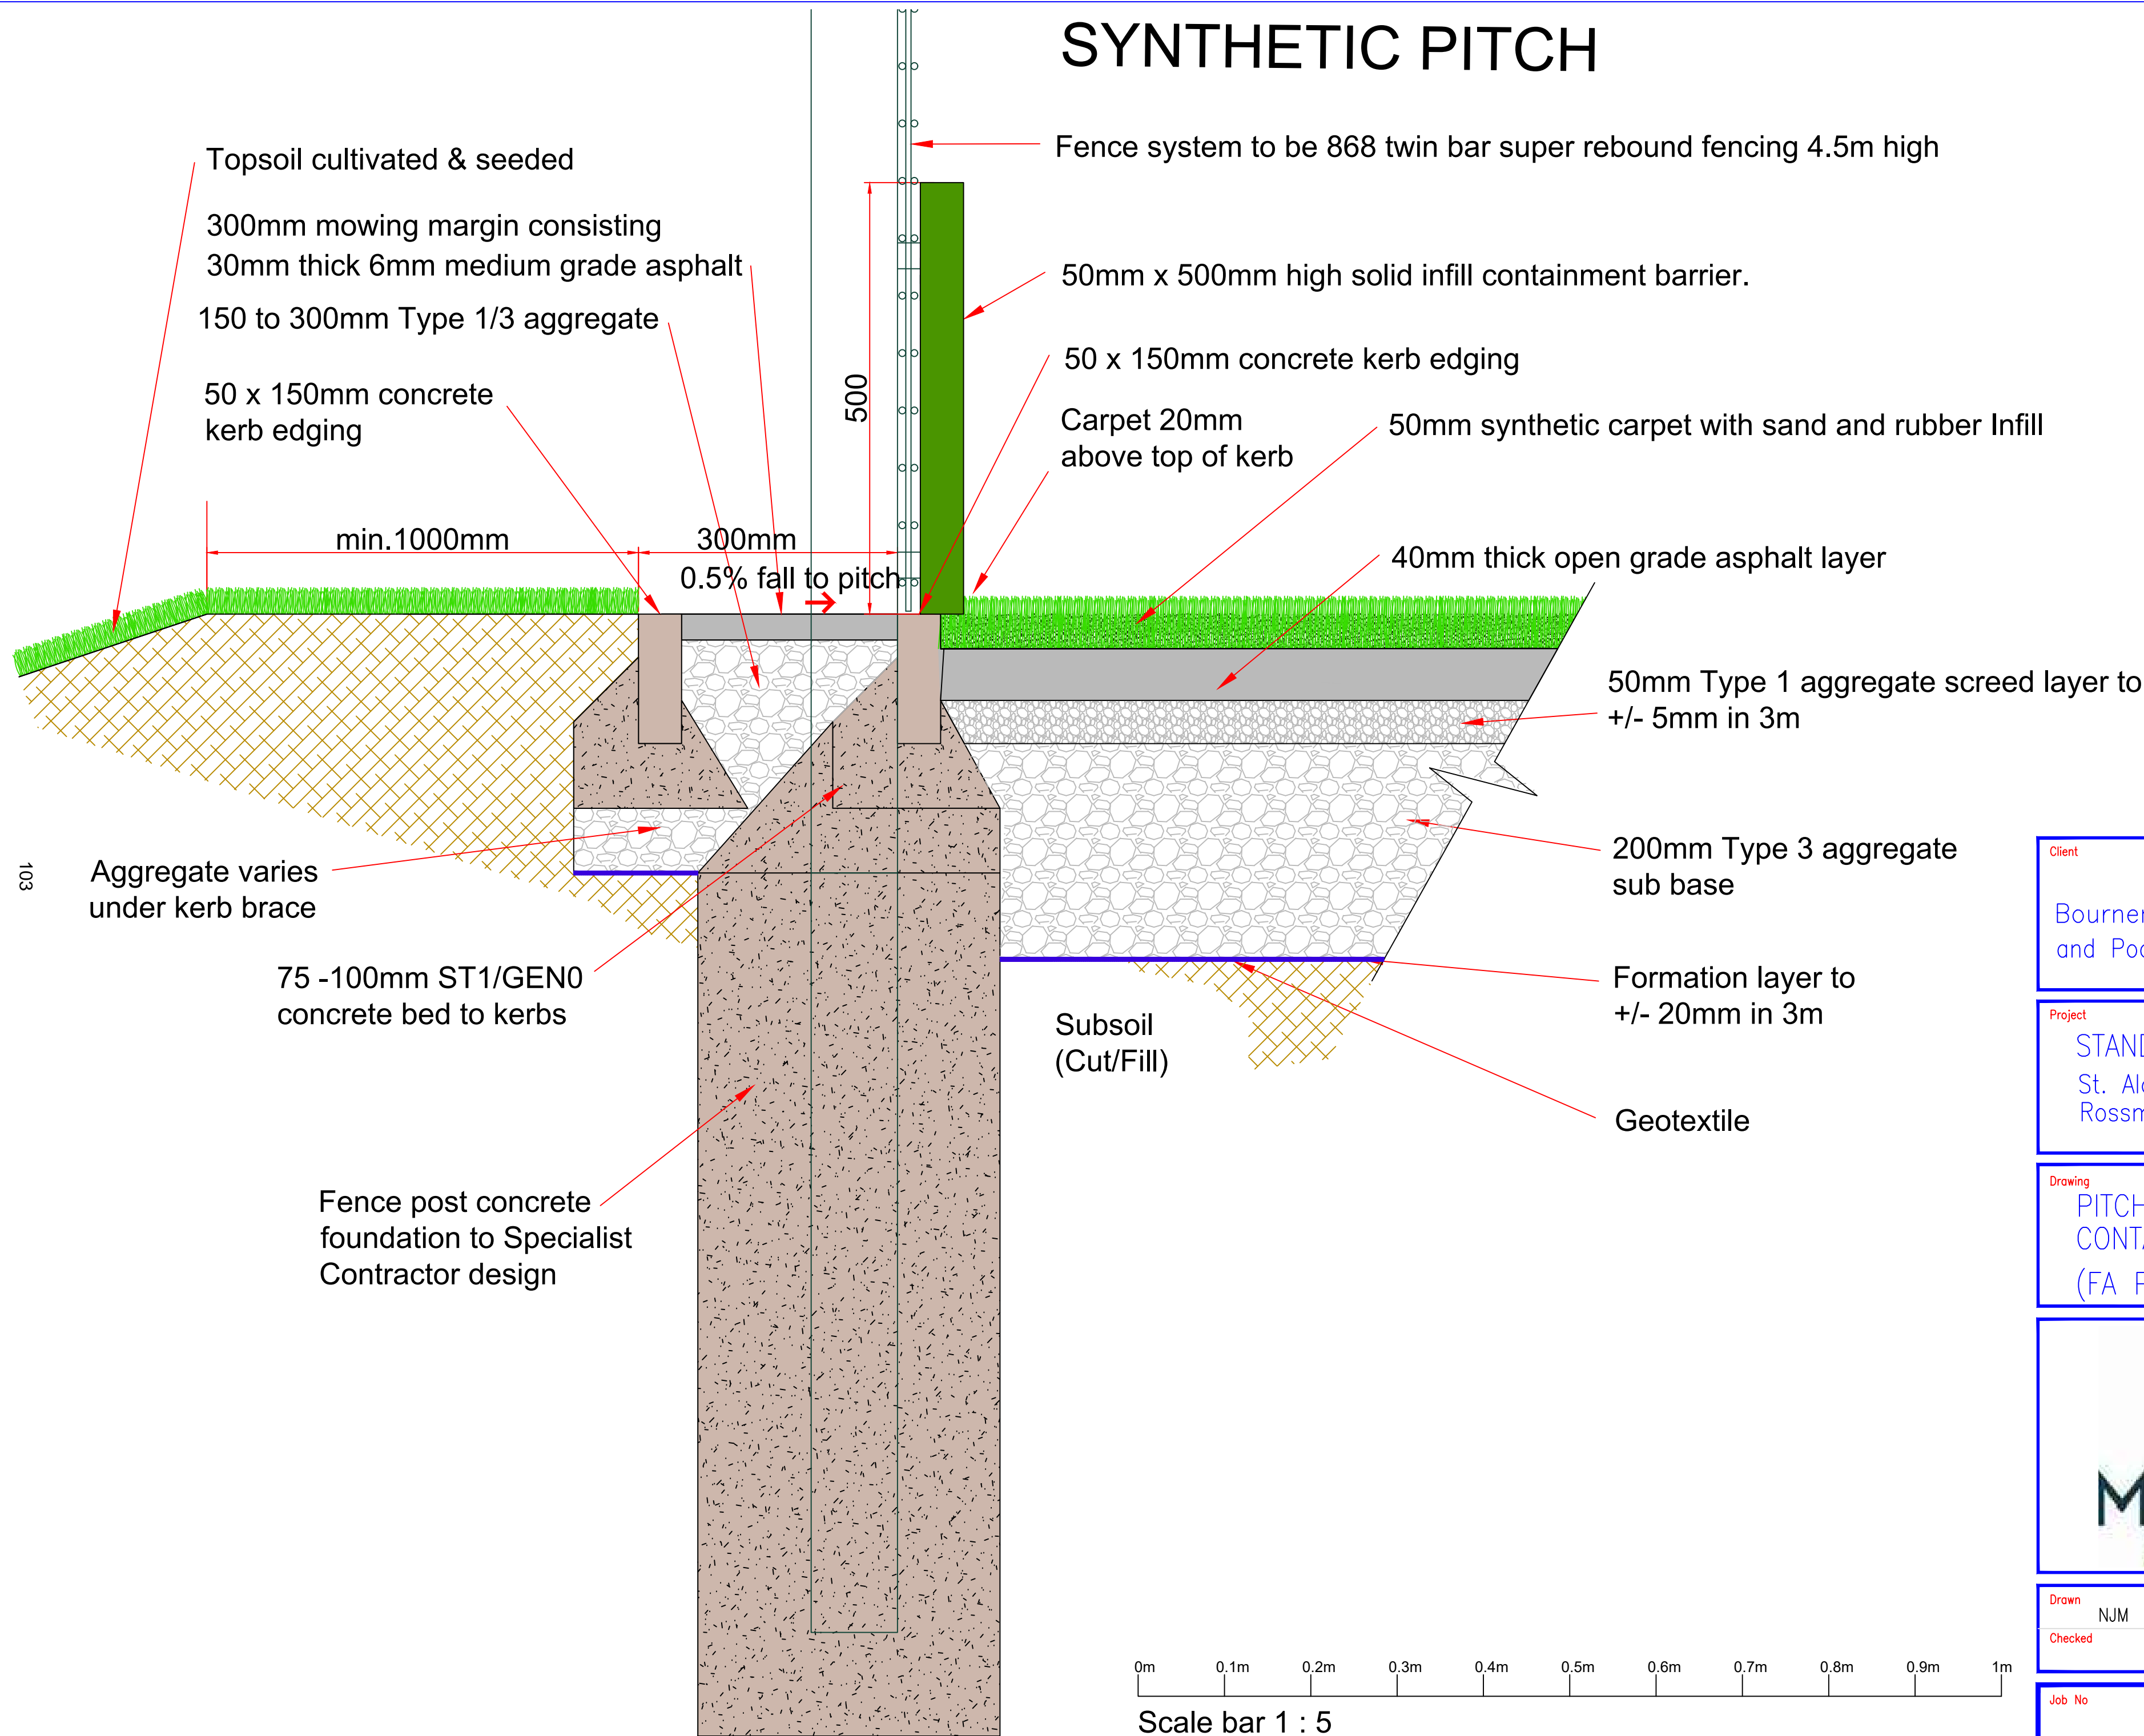 SYNTHETIC PITCH
Topsoil cultivated & seeded
300mm mowing margin consisting
30mm thick 6mm medium grade asphalt
150 to 300mm Type 1/3 aggregate
50 x 150mm concrete
kerb edging
min.1000mm
300mm
0.5% fall to pitch
500
Fence system to be 868 twin bar super rebound fencing 4.5m high
50mm x 500mm high solid infill containment barrier.
50 x 150mm concrete kerb edging
Carpet 20mm
above top of kerb
50mm synthetic carpet with sand and rubber Infill
40mm thick open grade asphalt layer
50mm Type 1 aggregate screed layer to
+/- 5mm in 3m
200mm Type 3 aggregate
sub base
Formation layer to
+/- 20mm in 3m
Geotextile
Subsoil
(Cut/Fill)
Aggregate varies
under kerb brace
75 -100mm ST1/GEN0
concrete bed to kerbs
Fence post concrete
foundation to Specialist
Contractor design
103
0m 0.1m 0.2m 0.3m 0.4m 0.5m 0.6m 0.7m 0.8m 0.9m 1m
Scale bar 1 : 5
Client
and
Project
St.
Drawing
PITCH
(FA
Drawn
NJM
Checked
Job No